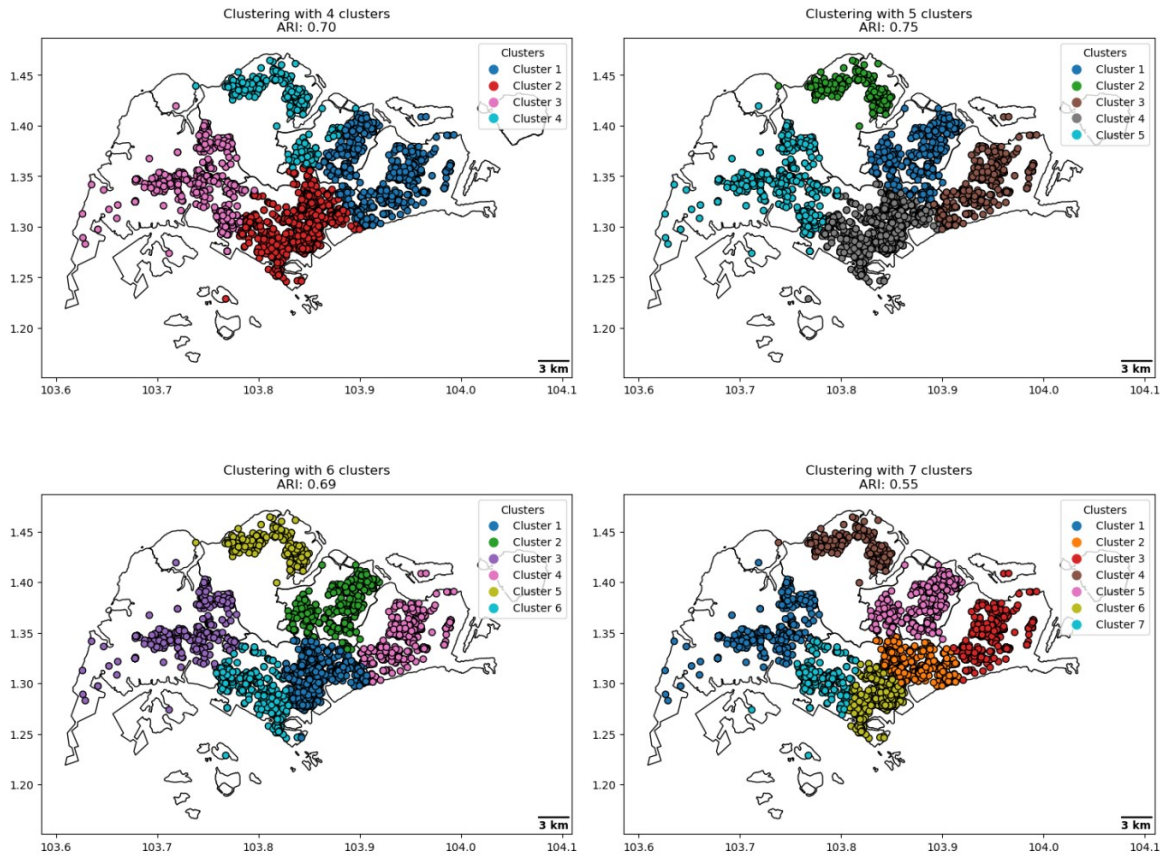 Clustering with 4 clusters
ARI: 0.70
Clusters
Cluster 1
Cluster 2
Cluster 3
Cluster 4
1.45
1.40
1.35
1.30
1.25
1.20
3 km
103.6 103.7 103.8 103.9 104.0 104.1
Clustering with 5 clusters
ARI: 0.75
Clusters
Cluster 1
Cluster 2
Cluster 3
Cluster 4
Cluster 5
1.45
1.40
1.35
1.30
1.25
1.20
3 km
103.6 103.7 103.8 103.9 104.0 104.1
Clustering with 6 clusters
ARI: 0.69
Clusters
Cluster 1
Cluster 2
Cluster 3
Cluster 4
Cluster 5
Cluster 6
1.45
1.40
1.35
1.30
1.25
1.20
3 km
103.6 103.7 103.8 103.9 104.0 104.1
Clustering with 7 clusters
ARI: 0.55
Clusters
Cluster 1
Cluster 2
Cluster 3
Cluster 4
Cluster 5
Cluster 6
Cluster 7
1.45
1.40
1.35
1.30
1.25
1.20
3 km
103.6 103.7 103.8 103.9 104.0 104.1